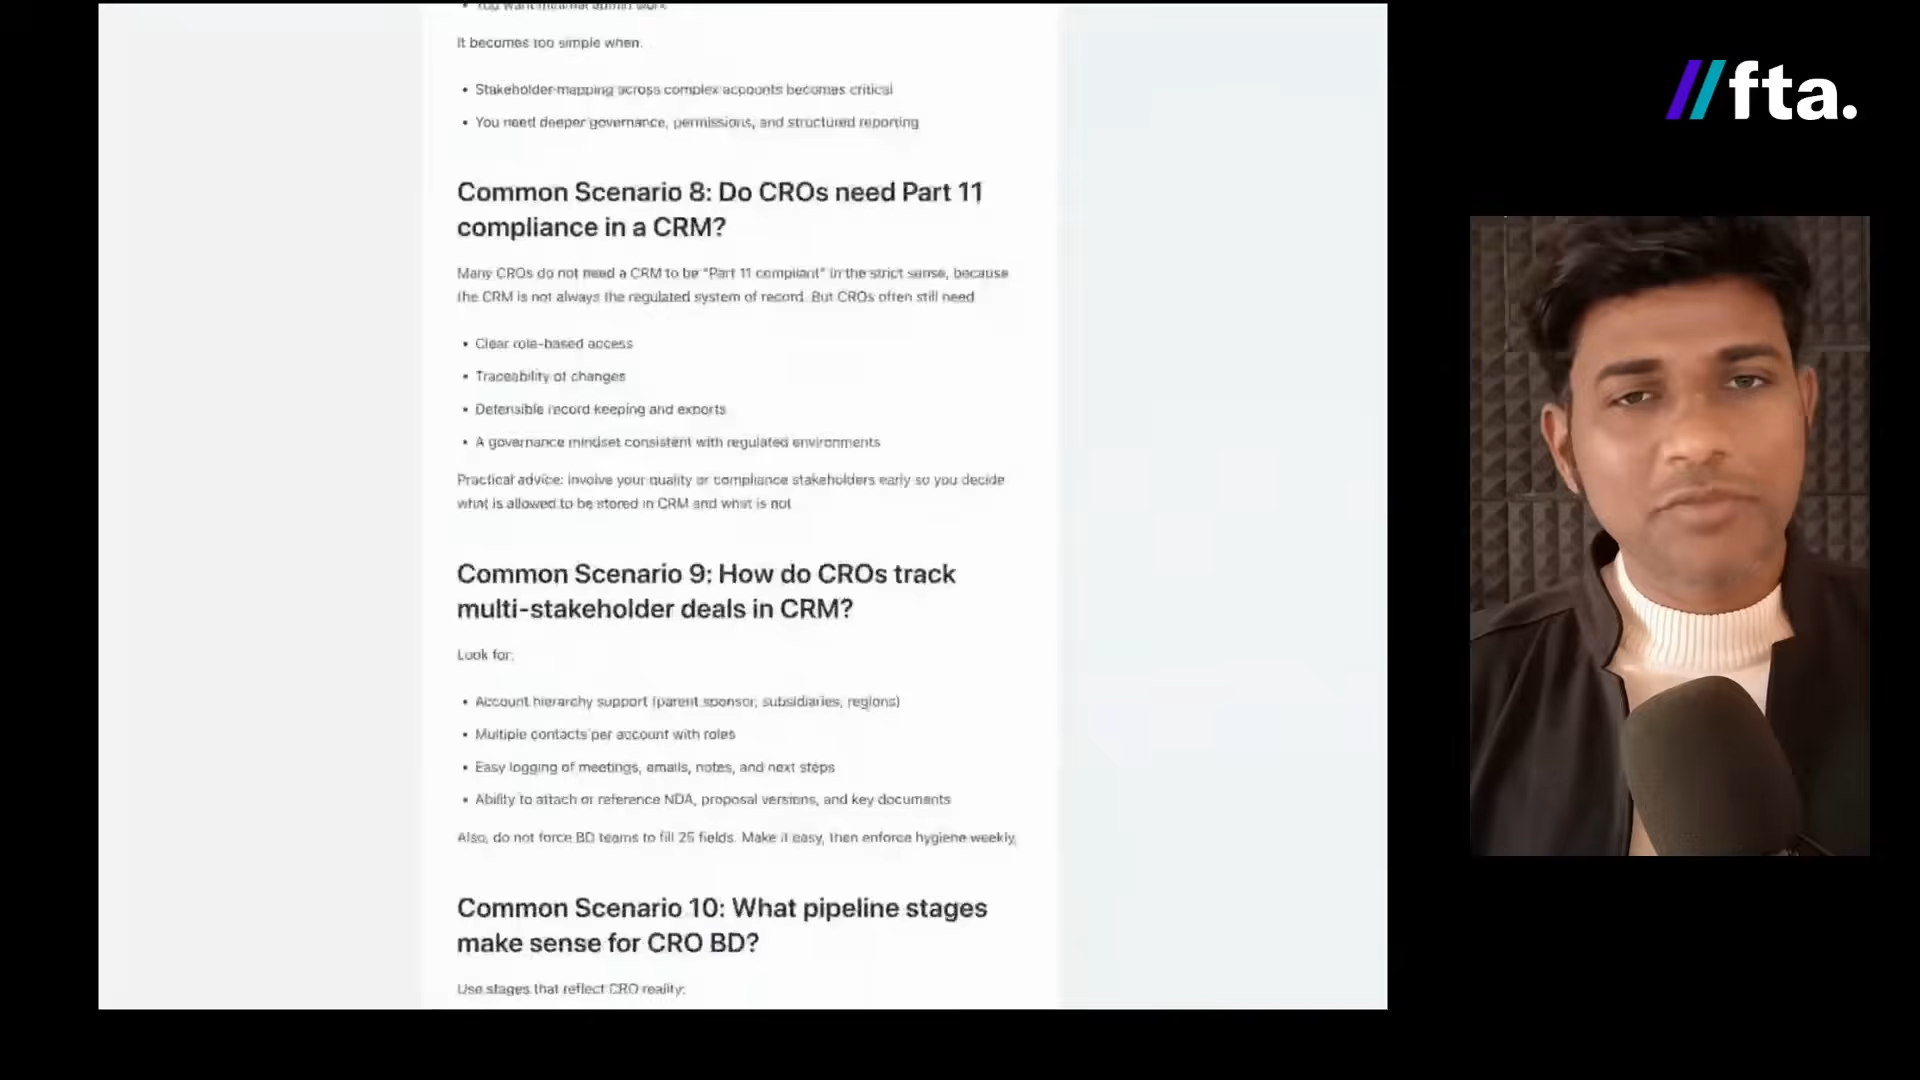 You want minimal admin work
It becomes too simple when:
• Stakeholder mapping across complex accounts becomes critical
• You need deeper governance, permissions, and structured reporting
Common Scenario 8: Do CROs need Part 11
compliance in a CRM?
Many CROs do not need a CRM to be "Part 11 compliant" in the strict sense, because
the CRM is not always the regulated system of record. But CROs often still need
• Clear role-based access
• Traceability of changes
• Defensible record keeping and exports
• A governance mindset consistent with regulated environments
Practical advice: involve your quality or compliance stakeholders early so you decide
what is allowed to be stored in CRM and what is not
Common Scenario 9: How do CROs track
multi-stakeholder deals in CRM?
Look for:
• Account hierarchy support (parent sponsor, subsidiaries, regions)
• Multiple contacts per account with roles
• Easy logging of meetings, emails, notes, and next steps
• Ability to attach or reference NDA, proposal versions, and key documents
Also, do not force BD teams to fill 25 fields. Make it easy, then enforce hygiene weekly.
Common Scenario 10: What pipeline stages
make sense for CRO BD?
Use stages that reflect CRO reality:
//fta.